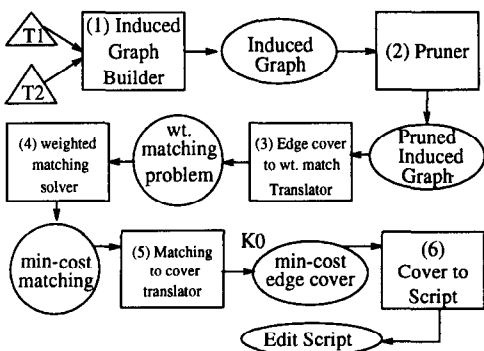 T1
T2
(1) Induced
Graph
Builder
Induced
Graph
(2) Pruner
(4) weighted
matching
solver
wt.
matching
problem
(3) Edge cover
to wt. match
Translator
Pruned
Induced
Graph
min-cost
matching
(5) Matching
to cover
translator
K0
min-cost
edge cover
(6)
Cover to
Script
Edit Script